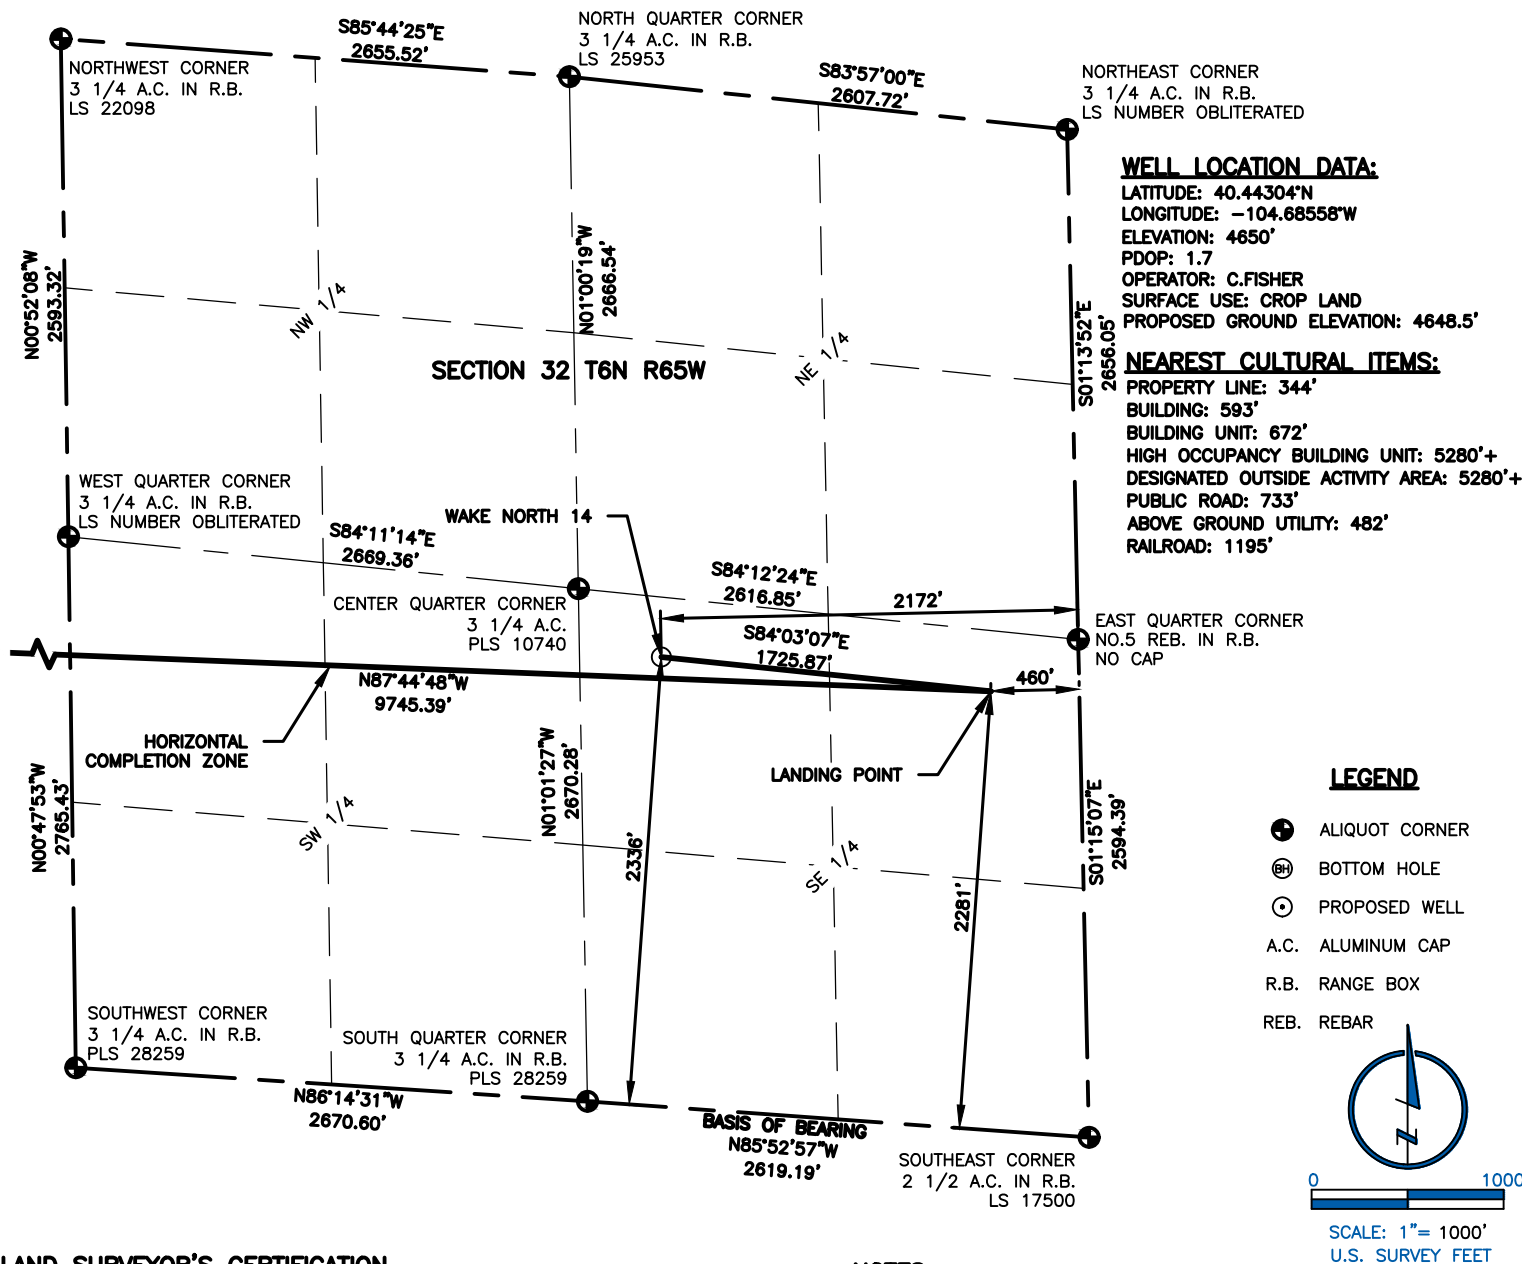 S85°44'25"E
2655.52'
NORTH QUARTER CORNER
3 1/4 A.C. IN R.B.
LS 25953
NORTHWEST CORNER
3 1/4 A.C. IN R.B.
LS 22098
S83°57'00"E
2607.72'
NORTHEAST CORNER
3 1/4 A.C. IN R.B.
LS NUMBER OBLITERATED
WELL LOCATION DATA:
LATITUDE: 40.44304°N
LONGITUDE: -104.68558°W
ELEVATION: 4650'
PDOP: 1.7
OPERATOR: C.FISHER
SURFACE USE: CROP LAND
PROPOSED GROUND ELEVATION: 4648.5'
NEAREST CULTURAL ITEMS:
PROPERTY LINE: 344'
BUILDING: 593'
BUILDING UNIT: 672'
HIGH OCCUPANCY BUILDING UNIT: 5280'+
DESIGNATED OUTSIDE ACTIVITY AREA: 5280'+
PUBLIC ROAD: 733'
ABOVE GROUND UTILITY: 482'
RAILROAD: 1195'
N00°52'08"W
2593.32'
NW 1/4
N01°00'19"W
2666.54'
NE 1/4
S01°13'52"E
2656.05'
SECTION 32 T6N R65W
WEST QUARTER CORNER
3 1/4 A.C. IN R.B.
LS NUMBER OBLITERATED
WAKE NORTH 14
S84°11'14"E
2669.36'
S84°12'24"E
2616.85'
2172'
CENTER QUARTER CORNER
3 1/4 A.C.
PLS 10740
EAST QUARTER CORNER
NO.5 REB. IN R.B.
NO CAP
S84°03'07"E
1725.87'
460'
N87°44'48"W
9745.39'
HORIZONTAL
COMPLETION ZONE
LANDING POINT
N00°47'53"W
2765.43'
SW 1/4
N01°01'27"W
2670.28'
2336'
SE 1/4
2281'
S01°15'07"E
2594.39'
LEGEND
ALIQUOT CORNER
BH BOTTOM HOLE
PROPOSED WELL
A.C. ALUMINUM CAP
R.B. RANGE BOX
REB. REBAR
SOUTHWEST CORNER
3 1/4 A.C. IN R.B.
PLS 28259
SOUTH QUARTER CORNER
3 1/4 A.C. IN R.B.
PLS 28259
N86°14'31"W
2670.60'
BASIS OF BEARING
N85°52'57"W
2619.19'
SOUTHEAST CORNER
2 1/2 A.C. IN R.B.
LS 17500
N
0 1000
SCALE: 1"= 1000'
U.S. SURVEY FEET
LAND SURVEYOR'S CERTIFICATION
NOTES